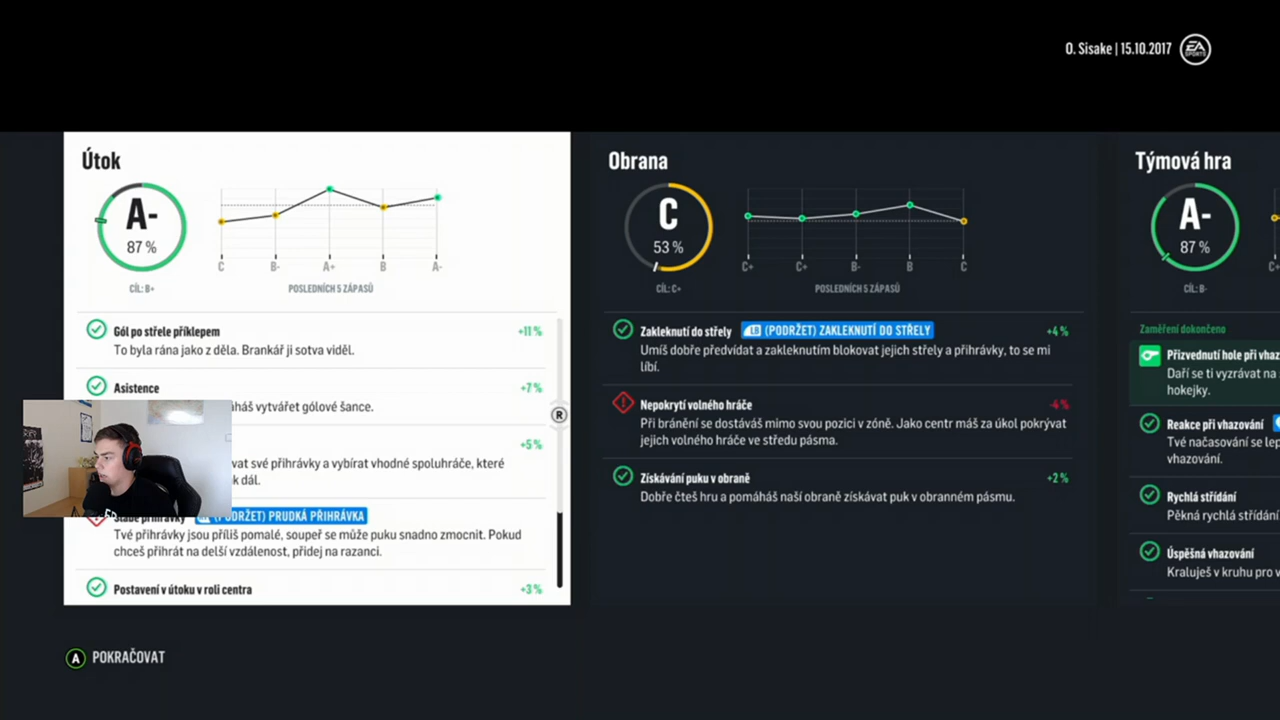 O. Sisake | 15.10.2017
EA SPORTS
Útok
A-
87 %
CÍL: B+
C B- A+ B A-
POSLEDNÍCH 5 ZÁPASŮ
Gól po střele příklepem +11 %
To byla rána jako z děla. Brankář ji sotva viděl.
Asistence +7 %
vytvářet gólové šance.
+5 %
své přihrávky a vybírat vhodné spoluhráče, které
dál.
(PODRŽET) PRUDKÁ PŘIHRÁVKA
Tvé přihrávky jsou příliš pomalé, soupeř se může puku snadno zmocnit. Pokud
chceš přihrát na delší vzdálenost, přidej na razanci.
Postavení v útoku v roli centra +3 %
R
Obrana
C
53 %
CÍL: C+
C+ C+ B- B C
POSLEDNÍCH 5 ZÁPASŮ
Zakleknutí do střely LB (PODRŽET) ZAKLEKNUTÍ DO STŘELY +4 %
Umíš dobře předvídat a zakleknutím blokovat jejich střely a přihrávky, to se mi
líbí.
Nepokrytí volného hráče -4 %
Při bránění se dostáváš mimo svou pozici v zóně. Jako centr máš za úkol pokrývat
jejich volného hráče ve středu pásma.
Získávání puku v obraně +2 %
Dobře čteš hru a pomáháš naší obraně získávat puk v obranném pásmu.
Týmová hra
A-
87 %
CÍL: B-
Zaměření dokončeno
Přizvednutí hole při vhaz
Daří se ti vyzrávat na
hokejky.
Reakce při vhazování
Tvé načasování se lep
vhazování.
Rychlá střídání
Pěkná rychlá střídání
Úspěšná vhazování
Kraluješ v kruhu pro v
A POKRAČOVAT